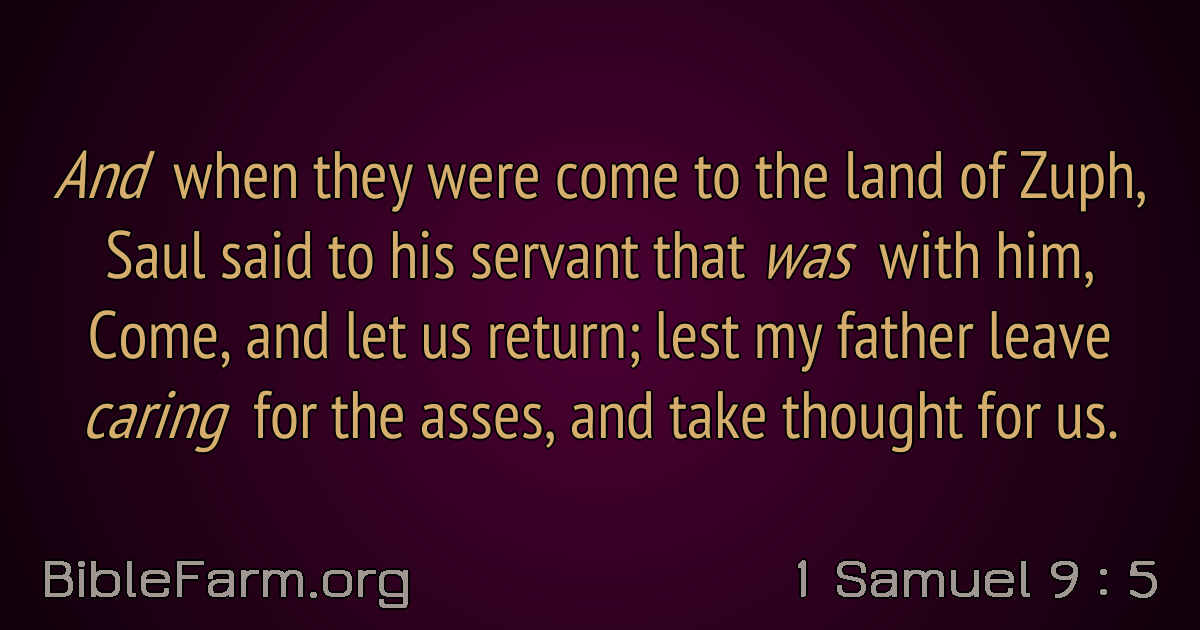 And when they were come to the land of Zuph,
Saul said to his servant that was with him,
Come, and let us return; lest my father leave
caring for the asses, and take thought for us.
BibleFarm.org
1 Samuel 9 : 5